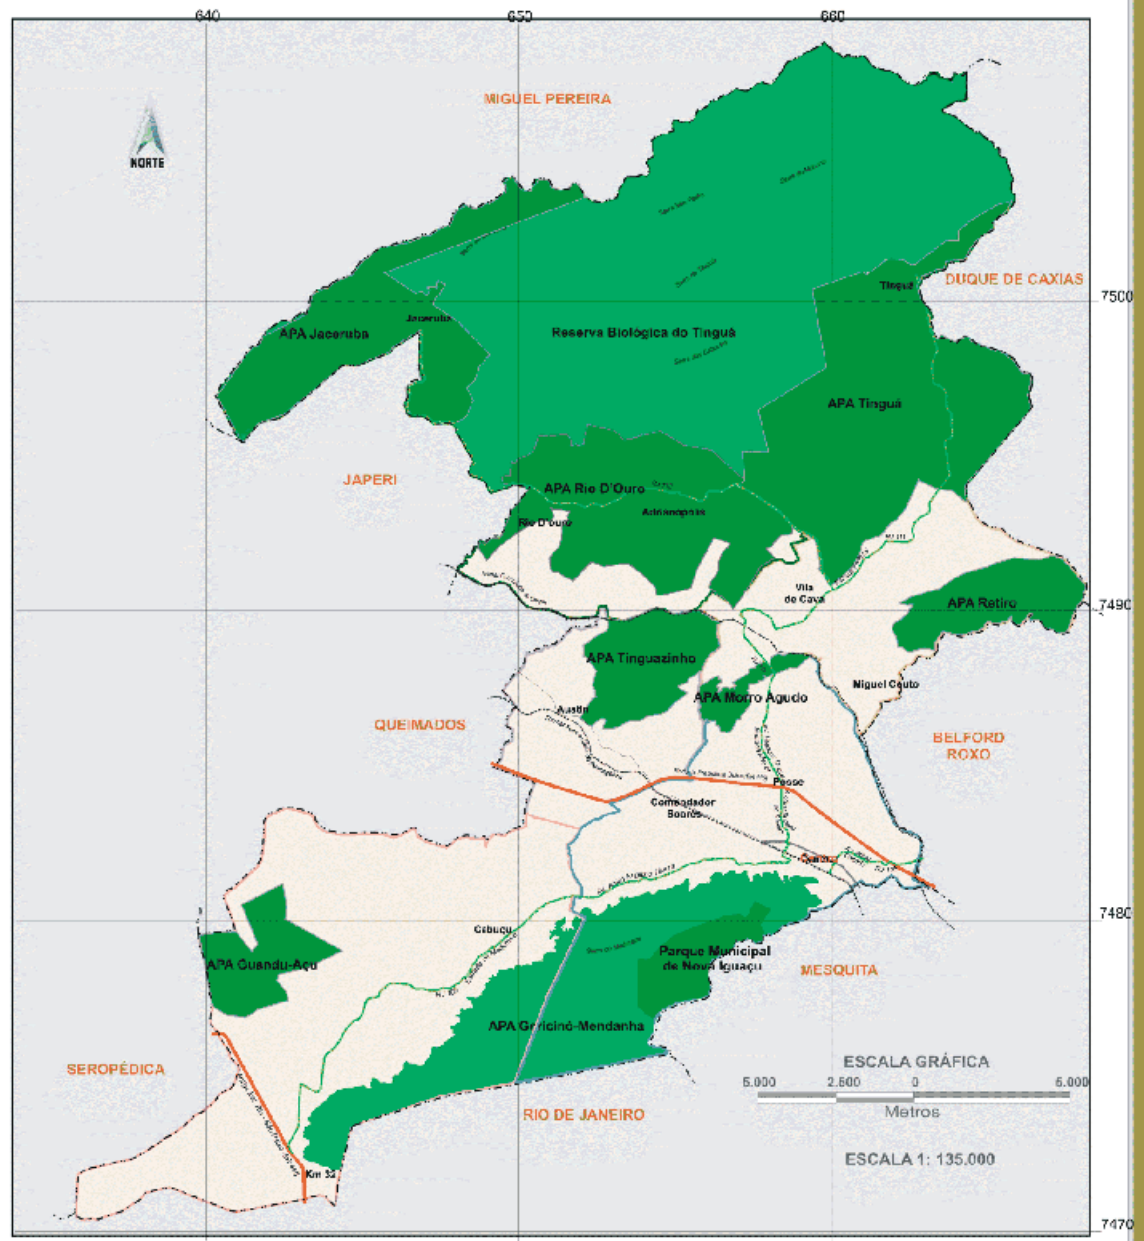 640
650
660
MIGUEL PEREIRA
NORTE
DUQUE DE CAXIAS
Tinguá
7500
Jaceruba
APA Jaceruba
Reserva Biológica do Tinguá
APA Tinguá
JAPERI
APA Rio D'Ouro
Adrianopolis
Rio D'ouro
Vila
de Cava
APA Retiro
7490
APA Tinguazinho
Miguel Couto
APA Morro Agudo
Austin
QUEIMADOS
BELFORD
ROXO
Posse
Comendador
Soares
7480
Cabuçu
Parque Municipal
de Nova Iguaçu
MESQUITA
APA Guandu-Açu
APA Gericinó-Mendanha
SEROPÉDICA
ESCALA GRÁFICA
5.000
2.500
0
5.000
Metros
RIO DE JANEIRO
ESCALA 1: 135.000
Km 32
7470